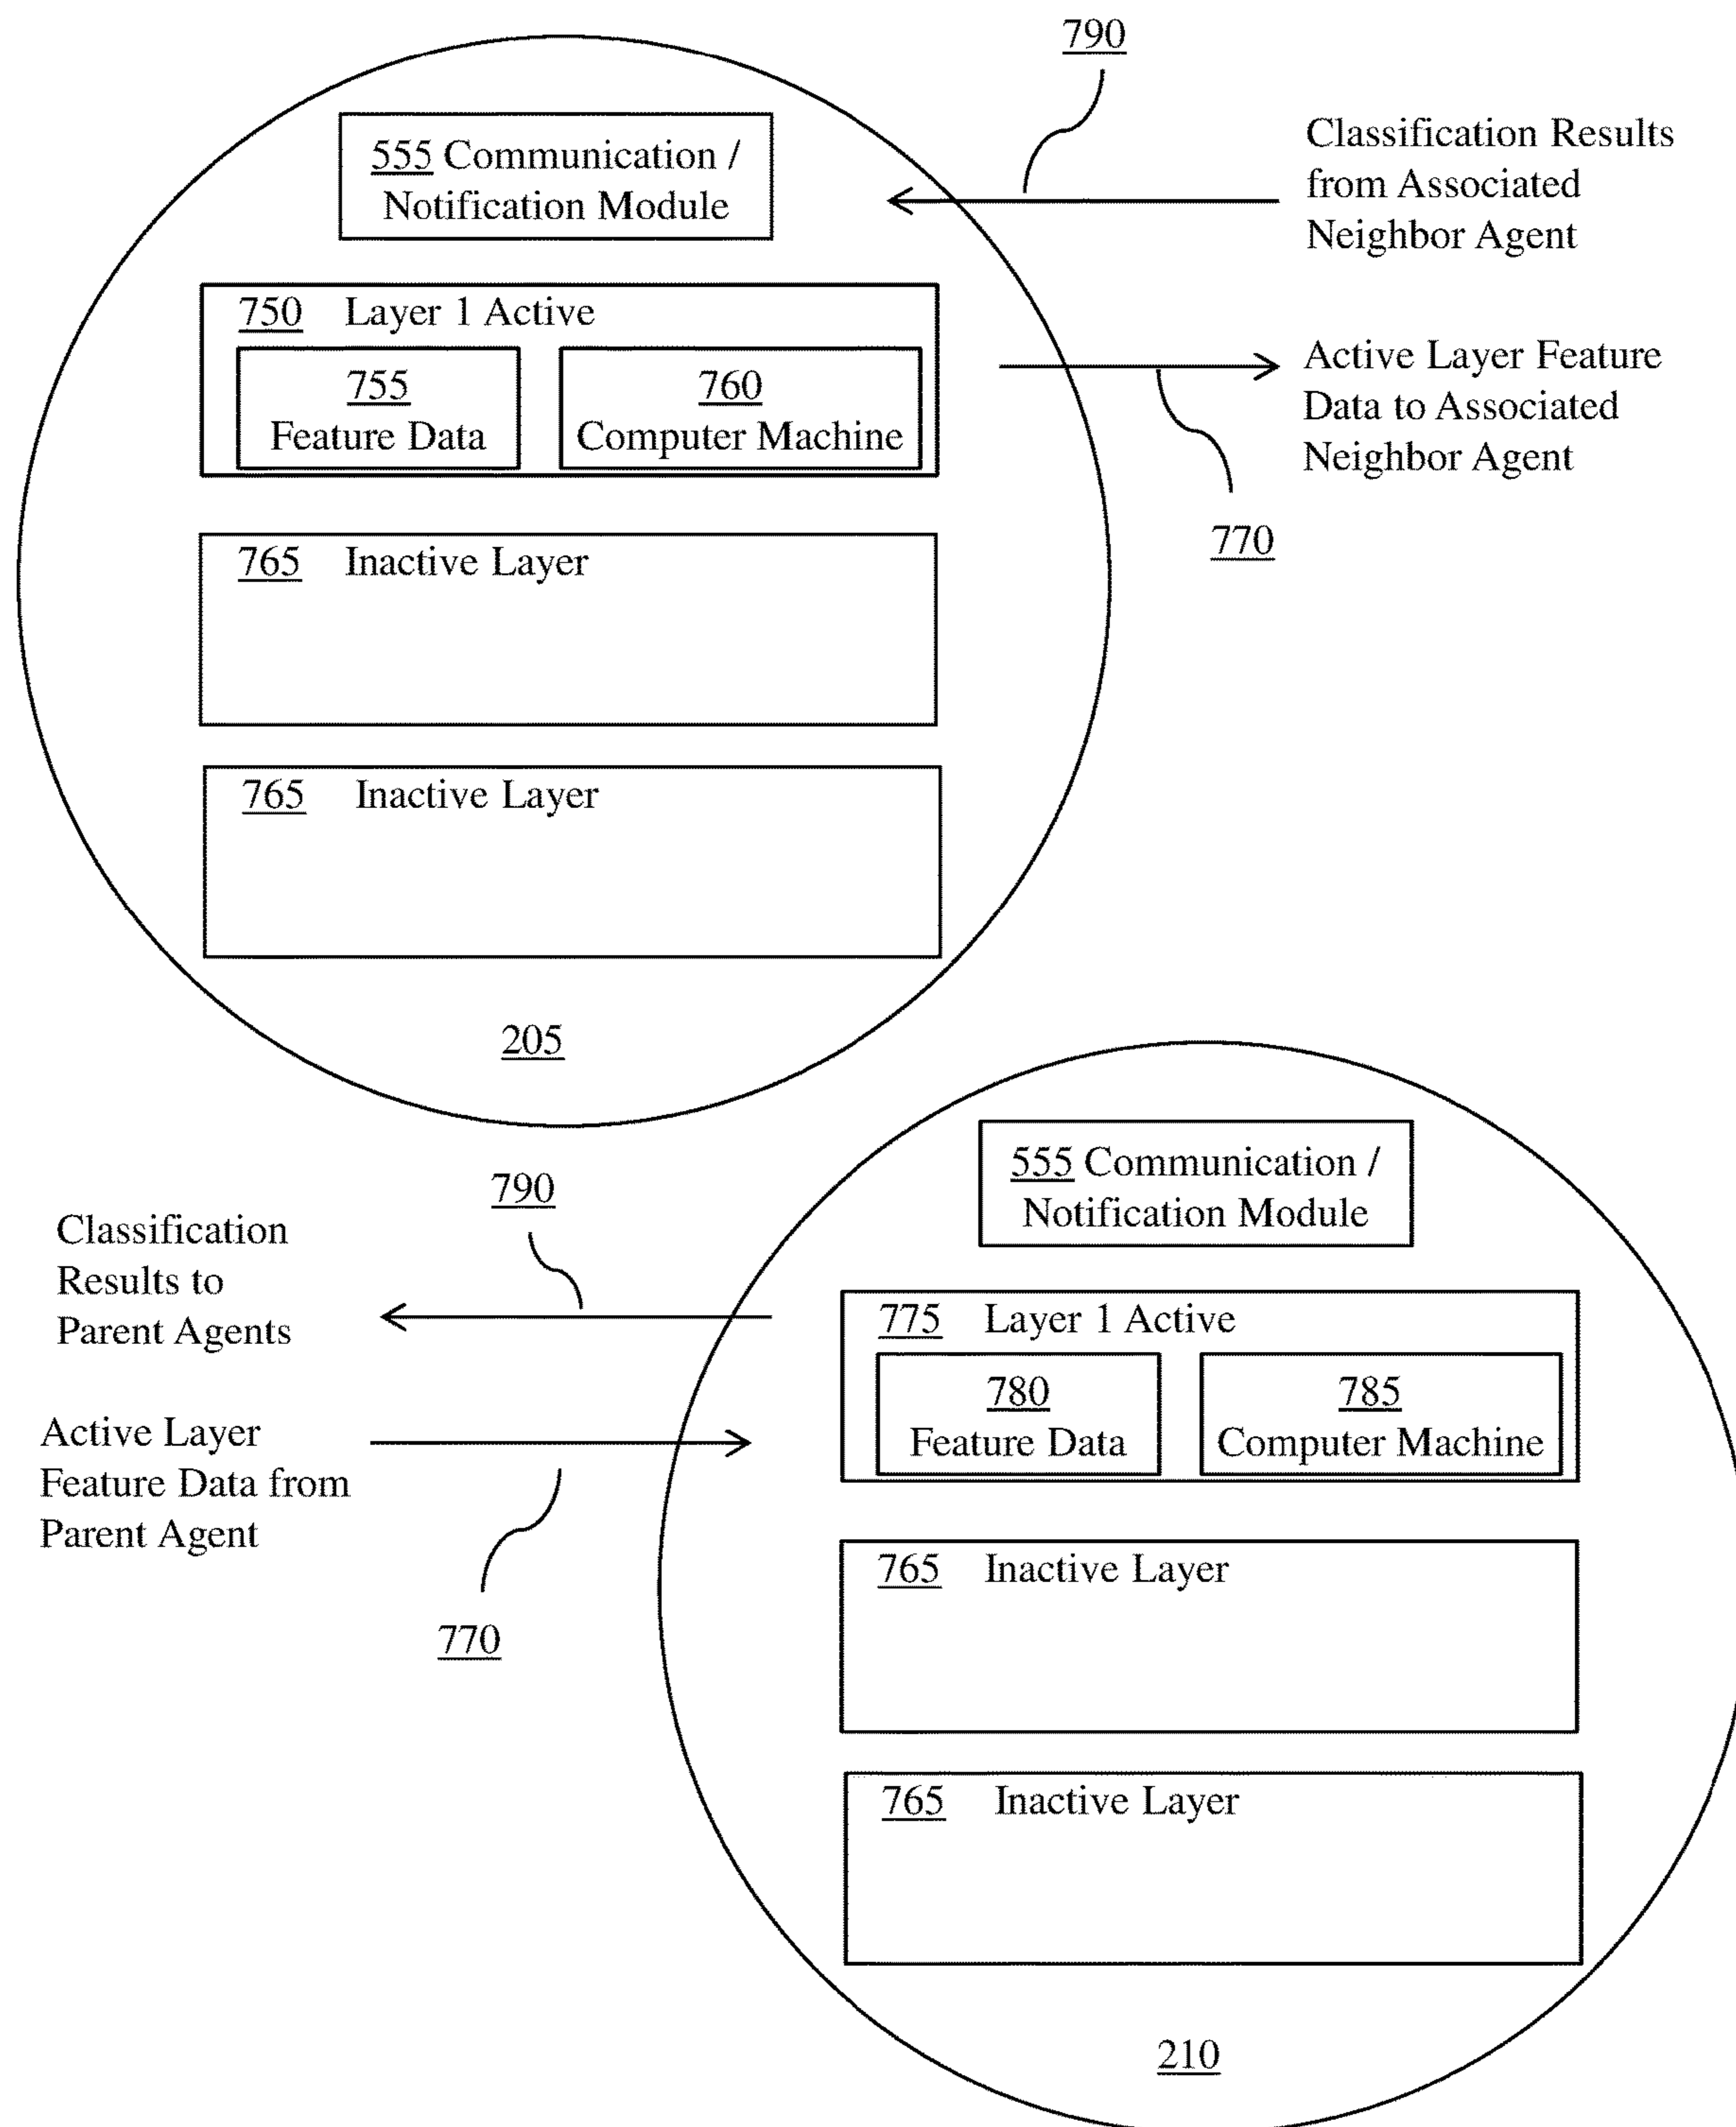 790
555 Communication /
Notification Module
Classification Results
from Associated
Neighbor Agent
750 Layer 1 Active
755
Feature Data
760
Computer Machine
Active Layer Feature
Data to Associated
Neighbor Agent
770
765 Inactive Layer
765 Inactive Layer
205
555 Communication /
Notification Module
790
Classification
Results to
Parent Agents
775 Layer 1 Active
780
Feature Data
785
Computer Machine
Active Layer
Feature Data from
Parent Agent
770
765 Inactive Layer
765 Inactive Layer
210